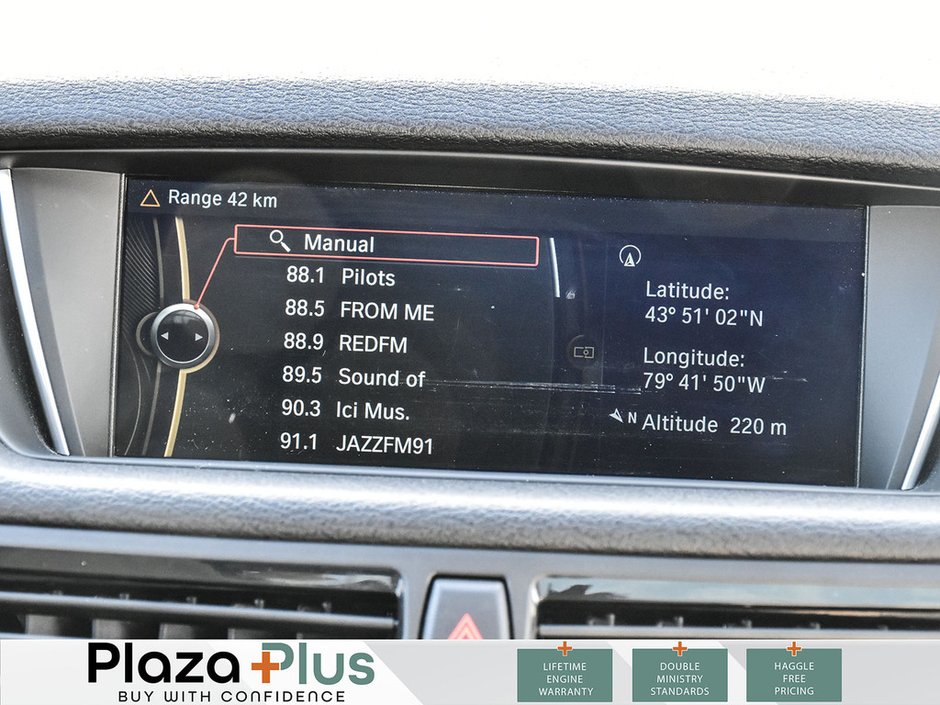 Range 42 km
Manual
88.1 Pilots
88.5 FROM ME
88.9 REDFM
89.5 Sound of
90.3 Ici Mus.
91.1 JAZZFM91
Latitude:
43° 51' 02"N
Longitude:
79° 41' 50"W
N Altitude 220 m
Plaza Plus
BUY WITH CONFIDENCE
LIFETIME
ENGINE
WARRANTY
DOUBLE
MINISTRY
STANDARDS
HAGGLE
FREE
PRICING